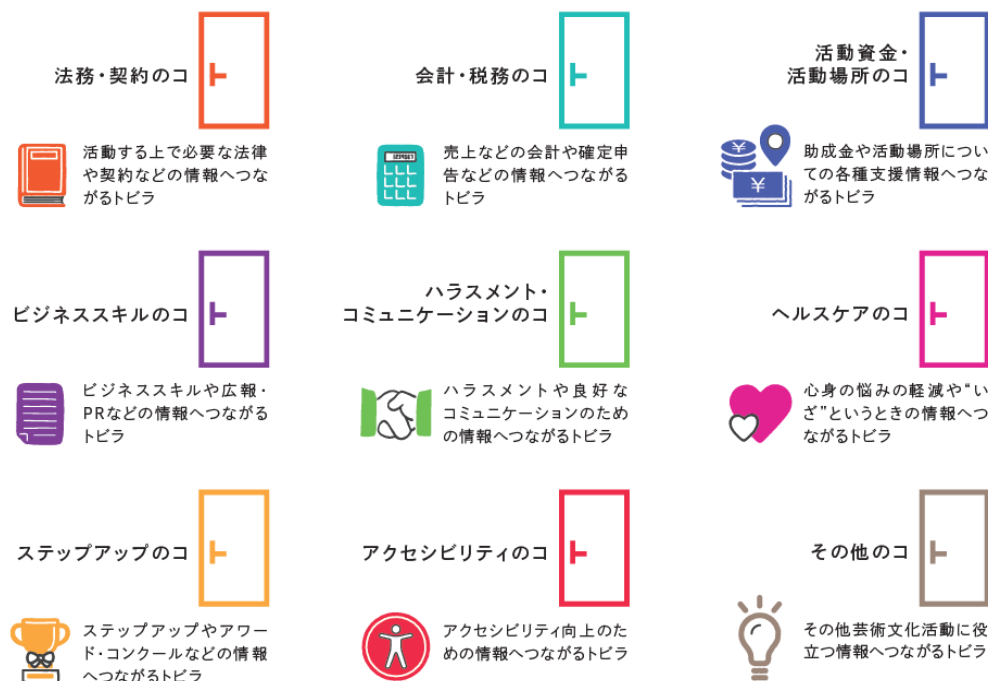 法務・契約のコ
活動する上で必要な法律
や契約などの情報へつな
がるトビラ
会計・税務のコ
売上などの会計や確定申
告などの情報へつながる
トビラ
活動資金・
活動場所のコ
¥
¥
助成金や活動場所につい
ての各種支援情報へつな
がるトビラ
ビジネススキルのコ
ビジネススキルや広報・
PRなどの情報へつながる
トビラ
ハラスメント・
コミュニケーションのコ
ハラスメントや良好な
コミュニケーションのため
の情報へつながるトビラ
ヘルスケアのコ
心身の悩みの軽減や“い
ざ”というときの情報へつ
ながるトビラ
ステップアップのコ
ステップアップやアワー
ド・コンクールなどの情報
へつながるトビラ
アクセシビリティのコ
アクセシビリティ向上のた
めの情報へつながるトビラ
その他のコ
その他芸術文化活動に役
立つ情報へつながるトビラ